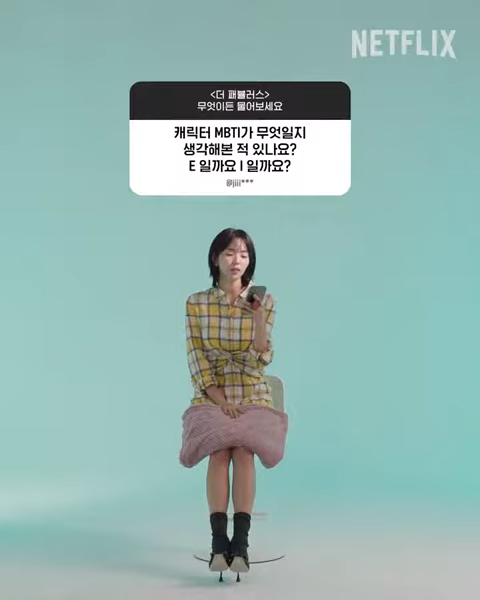 NETFLIX
<더 패뷸러스>
무엇이든 물어보세요
캐릭터 MBTI가 무엇일지
생각해본 적 있나요?
E 일까요 I 일까요?
@jiii***